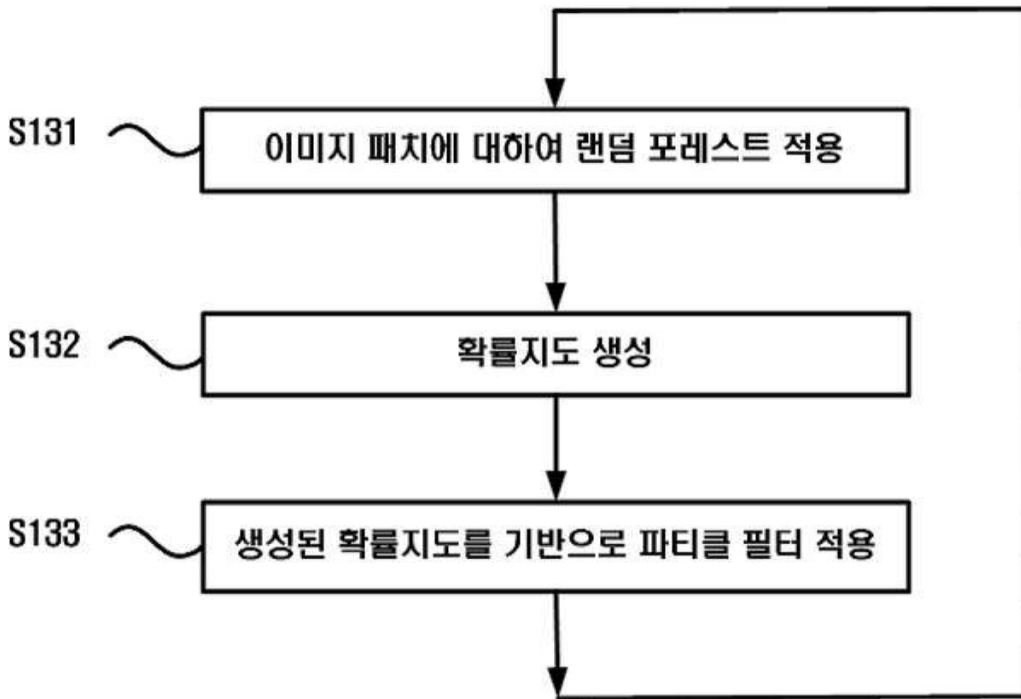 S131
이미지 패치에 대하여 랜덤 포레스트 적용
S132
확률지도 생성
S133
생성된 확률지도를 기반으로 파티클 필터 적용